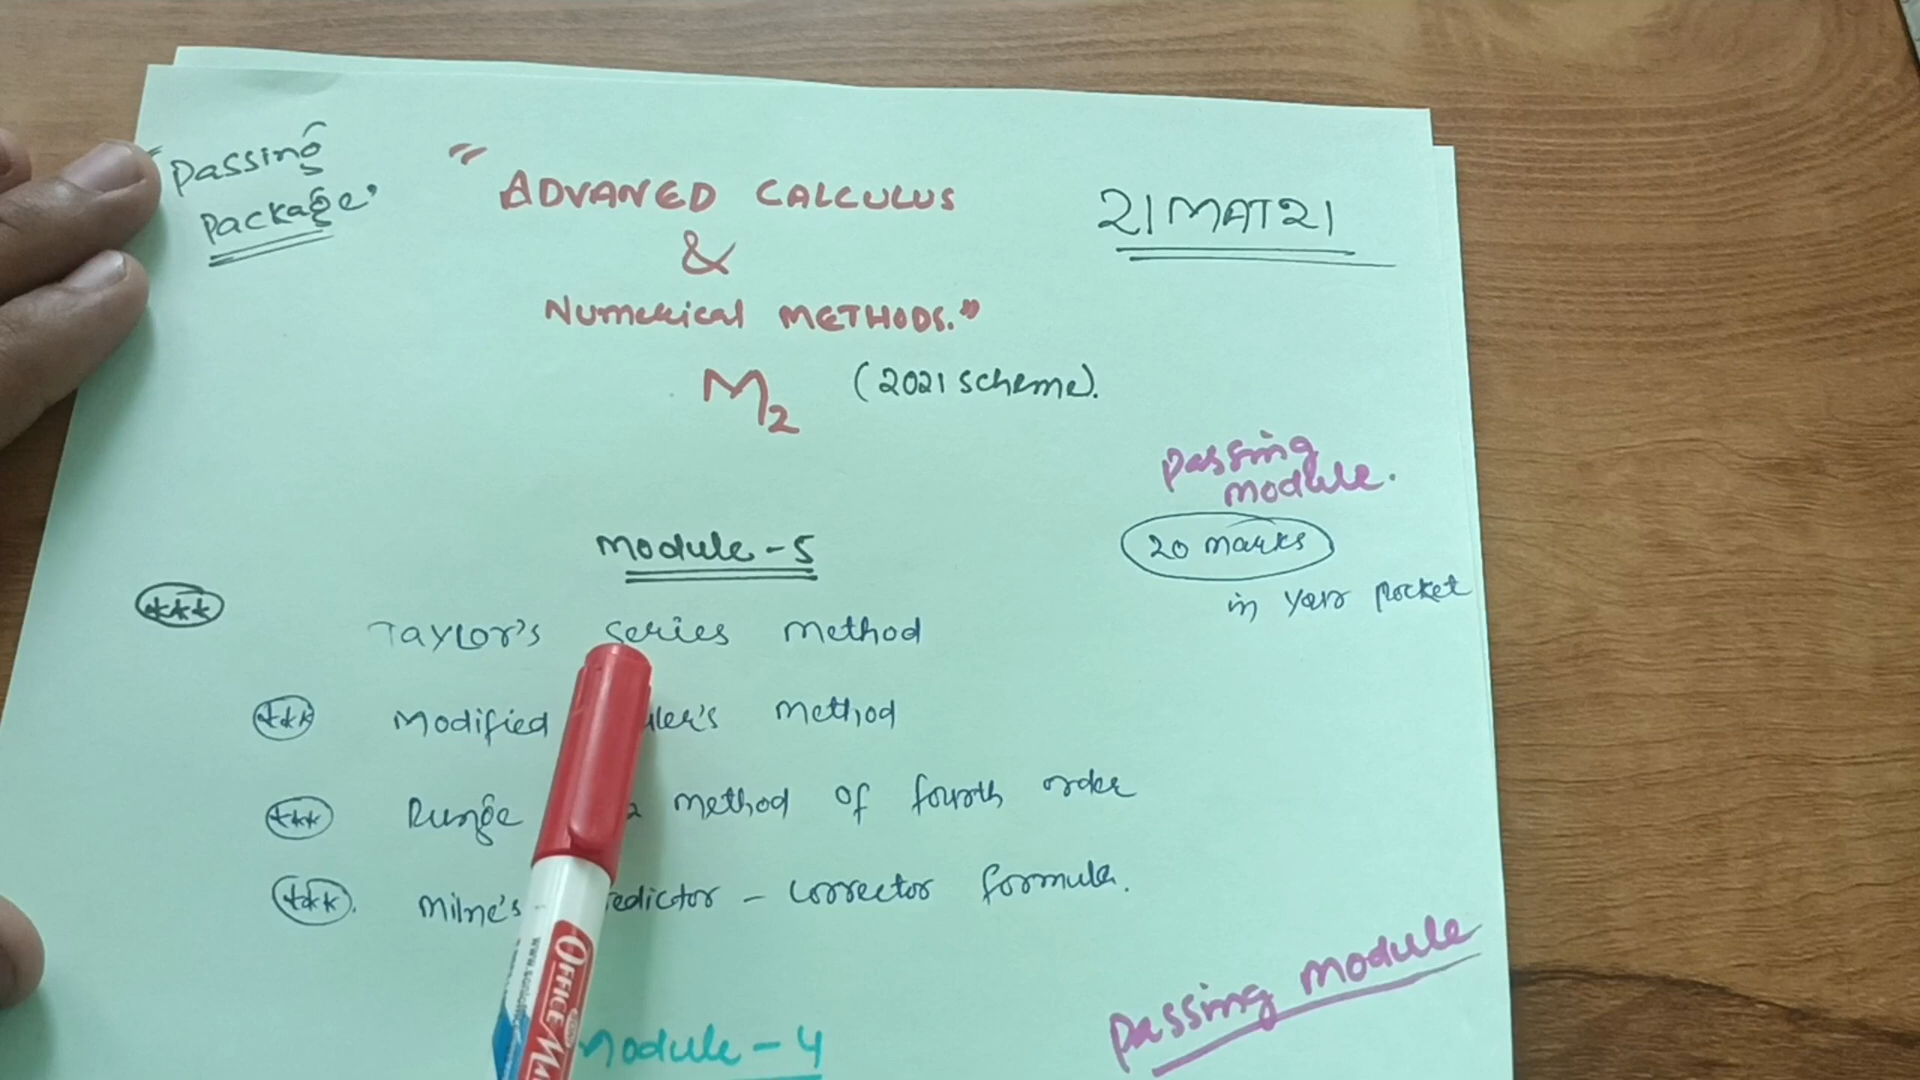 "Passing
Package"
"ADVANED CALCULUS
&
Numerical METHODS."
M2 (2021 scheme).
21MAT21
Passing
module.
20 marks
in your pocket
Module-5
*** Taylor's series method
*** Modified method
*** Runge method of fourth order
***. Milne's - corrector formula.
Passing module
OFFICE
Module-4